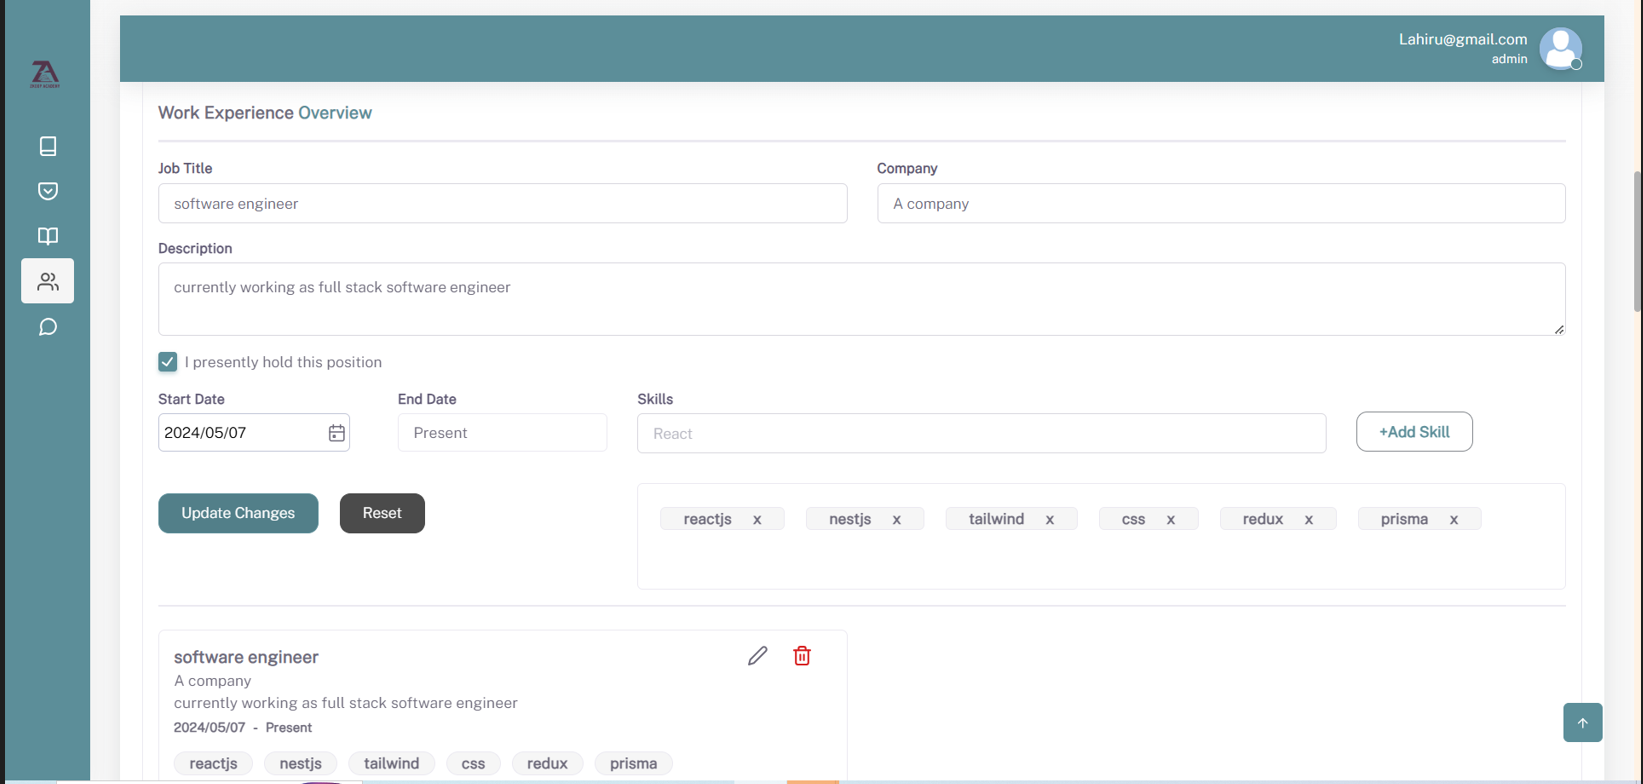 Lahiru@gmail.com
admin
Work Experience Overview
Job Title
Company
software engineer
A company
Description
currently working as full stack software engineer
I presently hold this position
Start Date
End Date
Skills
2024/05/07
Present
React
+Add Skill
Update Changes
Reset
reactjs x
nestjs x
tailwind x
css x
redux x
prisma x
software engineer
A company
currently working as full stack software engineer
2024/05/07 - Present
reactjs nestjs tailwind css redux prisma